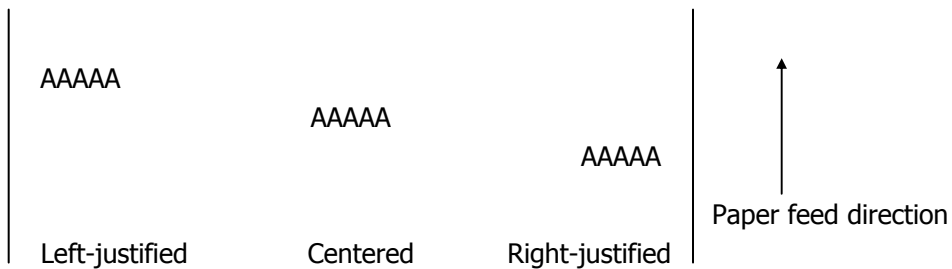 AAAAA
AAAAA
AAAAA
Paper feed direction
Left-justified Centered Right-justified